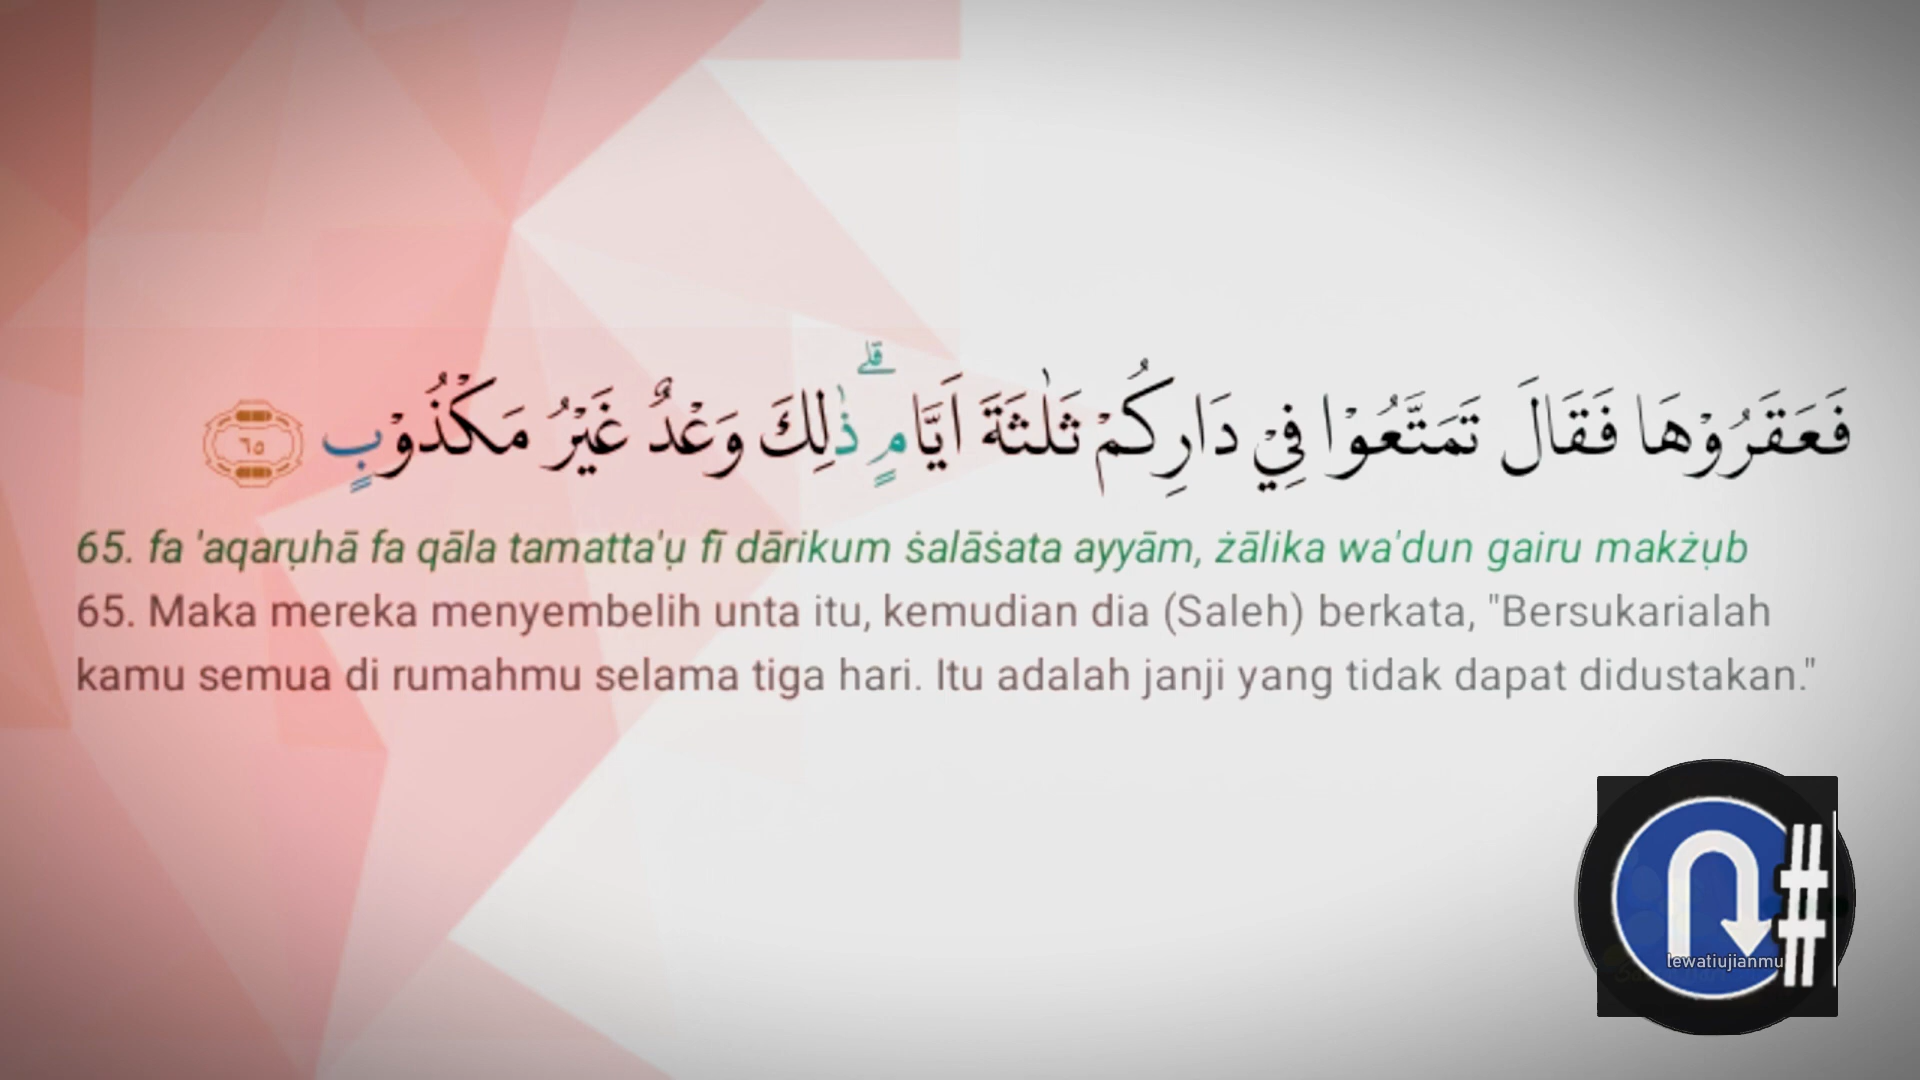 فَعَقَرُوْهَا فَقَالَ تَمَتَّعُوْا فِيْ دَارِكُمْ ثَلٰثَةَ اَيَّامٍ ۗذٰلِكَ وَعْدٌ غَيْرُ مَكْذُوْبٍ ٦٥
65. fa 'aqarụhā fa qāla tamatta'ụ fī dārikum ṡalāṡata ayyām, żālika wa'dun gairu makżụb
65. Maka mereka menyembelih unta itu, kemudian dia (Saleh) berkata, "Bersukarialah
kamu semua di rumahmu selama tiga hari. Itu adalah janji yang tidak dapat didustakan."
#
lewatiujianmu